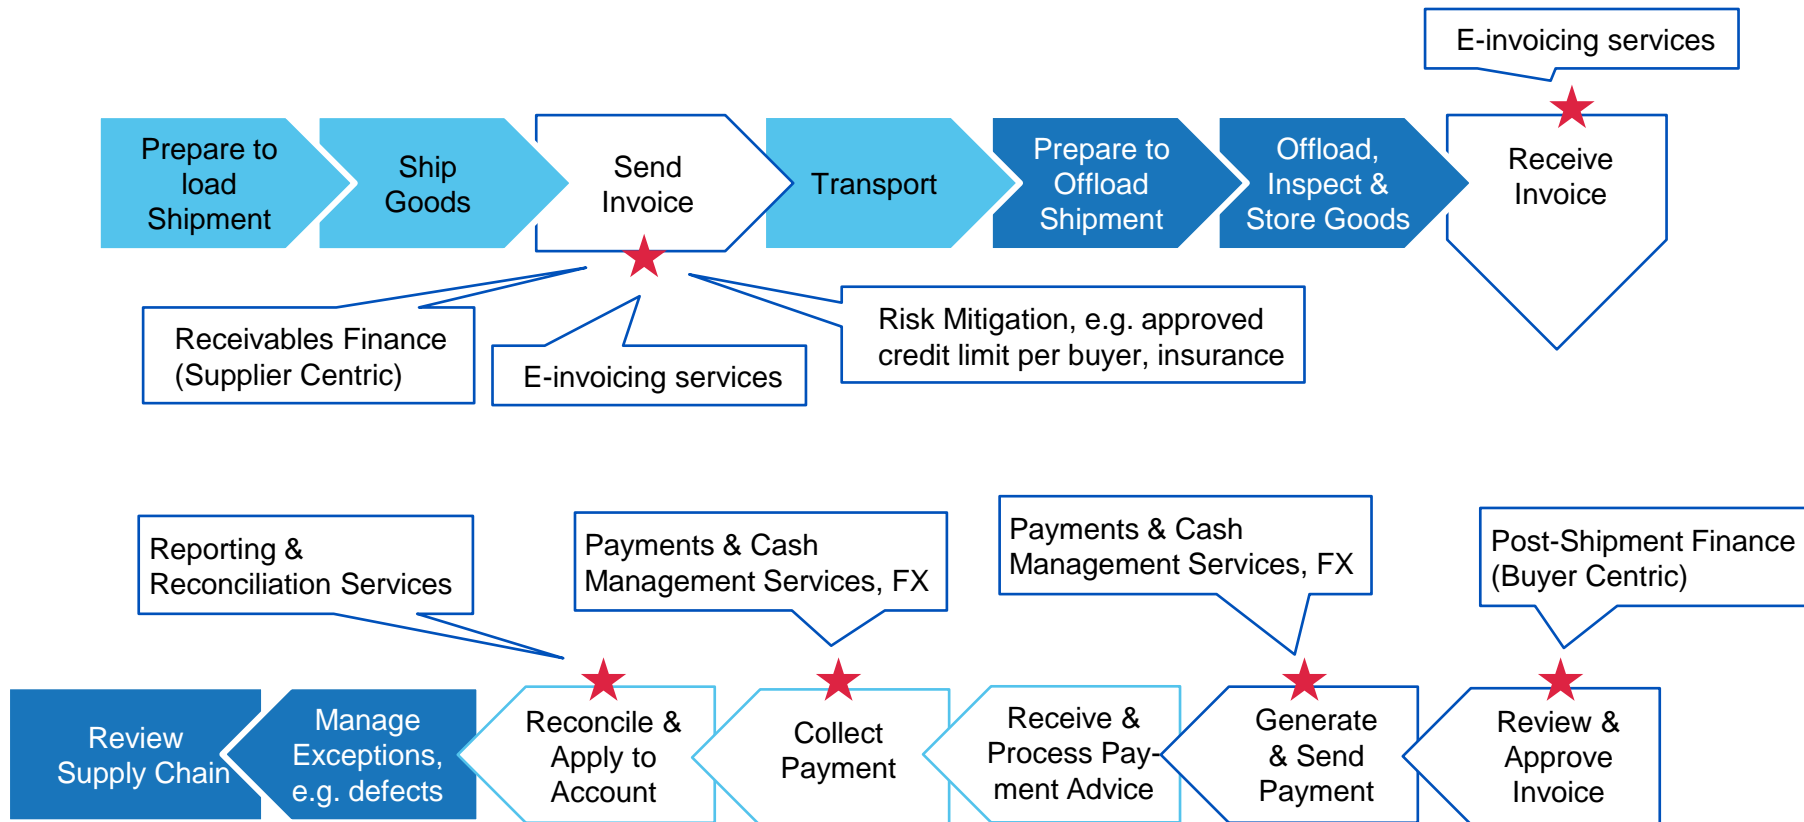 E-invoicing services
Prepare to
load
Shipment
Ship
Goods
Send
Invoice
Transport
Prepare to
Offload
Shipment
Offload,
Inspect &
Store Goods
Receive
Invoice
Receivables Finance
(Supplier Centric)
E-invoicing services
Risk Mitigation, e.g. approved
credit limit per buyer, insurance
Reporting &
Reconciliation Services
Payments & Cash
Management Services, FX
Payments & Cash
Management Services, FX
Post-Shipment Finance
(Buyer Centric)
Review
Supply Chain
Manage
Exceptions,
e.g. defects
Reconcile &
Apply to
Account
Collect
Payment
Receive &
Process Pay-
ment Advice
Generate
& Send
Payment
Review &
Approve
Invoice